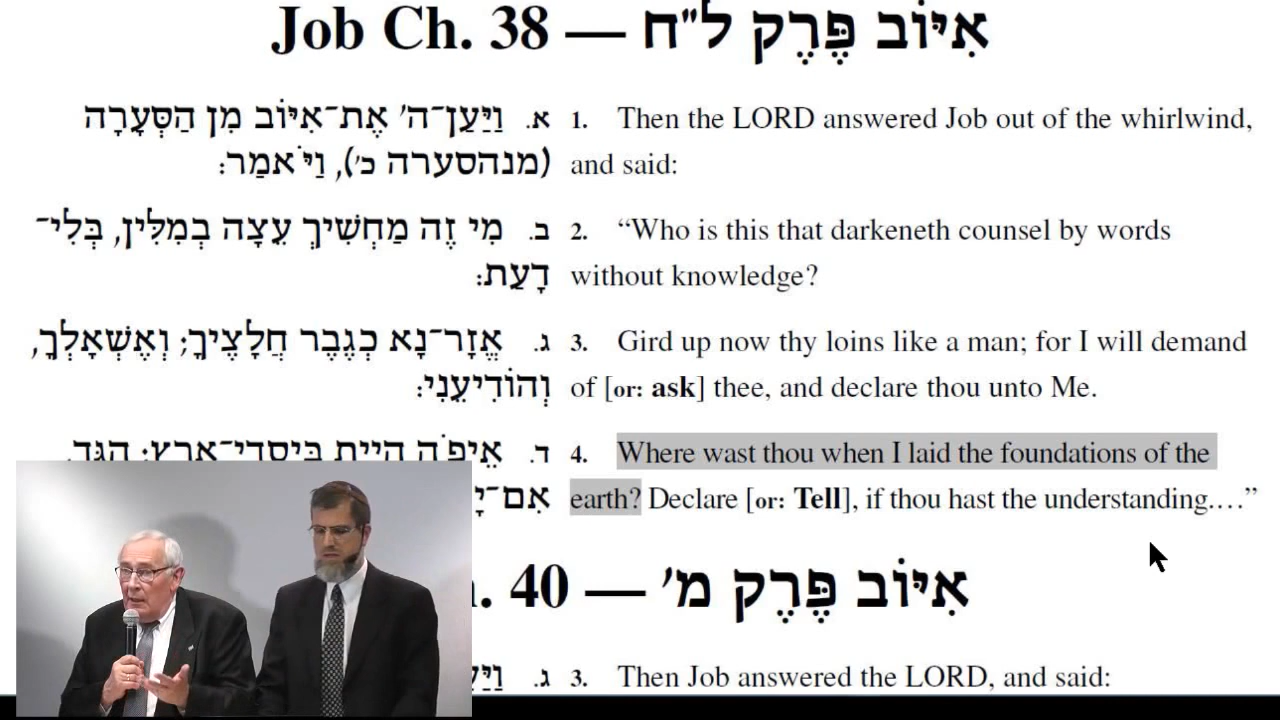 Job Ch. 38 — אִיּוֹב פֶּרֶק ל״ח
א. וַיַּעַן־ה׳ אֶת־אִיּוֹב מִן הַסְּעָרָה
(מנהסערה כ׳), וַיֹּאמַר:
1. Then the LORD answered Job out of the whirlwind,
and said:
ב. מִי זֶה מַחְשִׁיךְ עֵצָה בְמִלִּין, בְּלִי־
דָעַת:
2. “Who is this that darkeneth counsel by words
without knowledge?
ג. אֱזָר־נָא כְגֶבֶר חֲלָצֶיךָ; וְאֶשְׁאָלְךָ,
וְהוֹדִיעֵנִי:
3. Gird up now thy loins like a man; for I will demand
of [or: ask] thee, and declare thou unto Me.
ד. אֵיפֹה הָיִיתָ בְּיָסְדִי־אָרֶץ; הַגֵּד,
אִם־
4. Where wast thou when I laid the foundations of the
earth? Declare [or: Tell], if thou hast the understanding.…”
40 — אִיּוֹב פֶּרֶק מ׳
ג.
3. Then Job answered the LORD, and said: